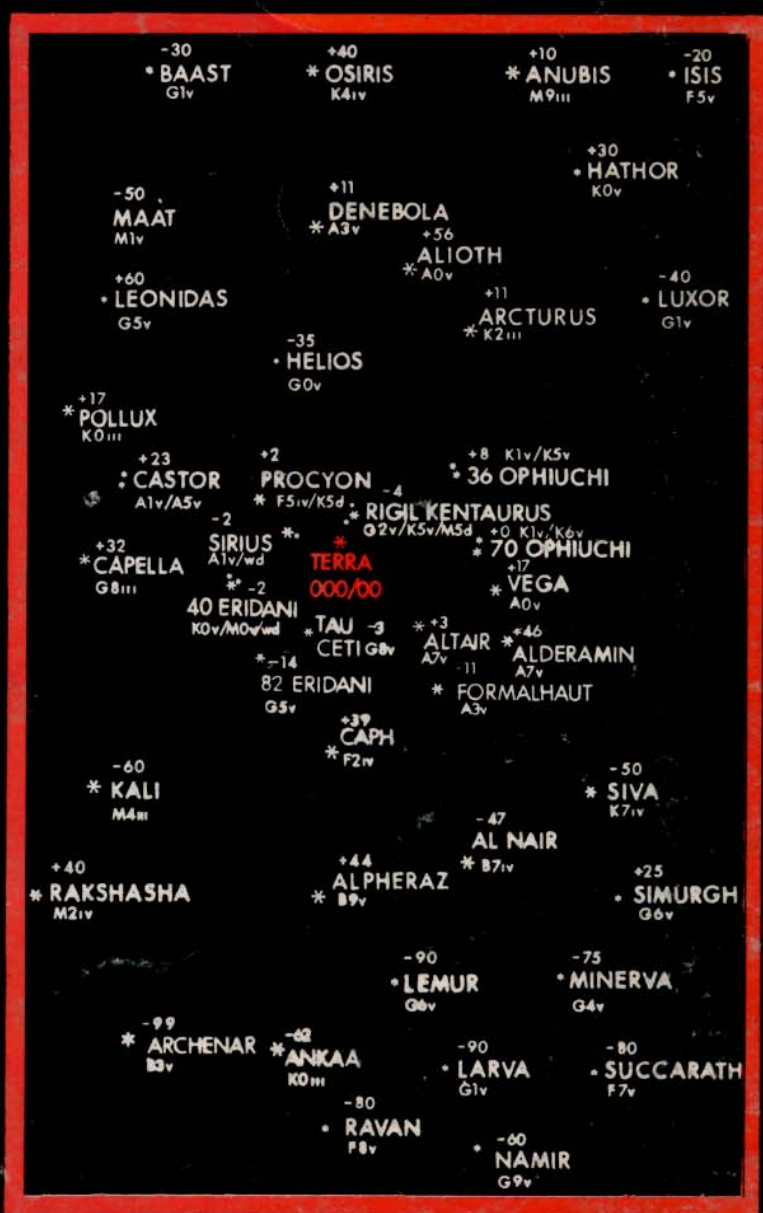 -30
BAAST
G1v
+40
OSIRIS
K4iv
+10
ANUBIS
M9iii
-20
ISIS
F5v
+30
HATHOR
K0v
-50
MAAT
M1v
+11
DENEBOLA
A3v
+56
ALIOTH
A0v
+60
LEONIDAS
G5v
+11
ARCTURUS
K2iii
-40
LUXOR
G1v
-35
HELIOS
G0v
+17
POLLUX
K0iii
+23
CASTOR
A1v/A5v
+2
PROCYON
F5iv/K5d
+8 K1v/K5v
36 OPHIUCHI
-4
RIGIL KENTAURUS
G2v/K5v/M5d
-2
SIRIUS
A1v/wd
TERRA
000/00
+0 K1v/K6v
70 OPHIUCHI
+32
CAPELLA
G8iii
-2
40 ERIDANI
K0v/M0v/wd
+17
VEGA
A0v
TAU -3
CETI G8v
+3
ALTAIR
A7v
+46
ALDERAMIN
A7v
-14
82 ERIDANI
G5v
-11
FORMALHAUT
A3v
+39
CAPH
F2iv
-60
KALI
M4iii
-50
SIVA
K7iv
-47
AL NAIR
B7iv
+40
RAKSHASHA
M2iv
+44
ALPHERAZ
B9v
+25
SIMURGH
G6v
-90
LEMUR
G6v
-75
MINERVA
G4v
-99
ARCHENAR
B3v
-62
ANKAA
K0iii
-90
LARVA
G1v
-80
SUCCARATH
F7v
-80
RAVAN
F8v
-60
NAMIR
G9v